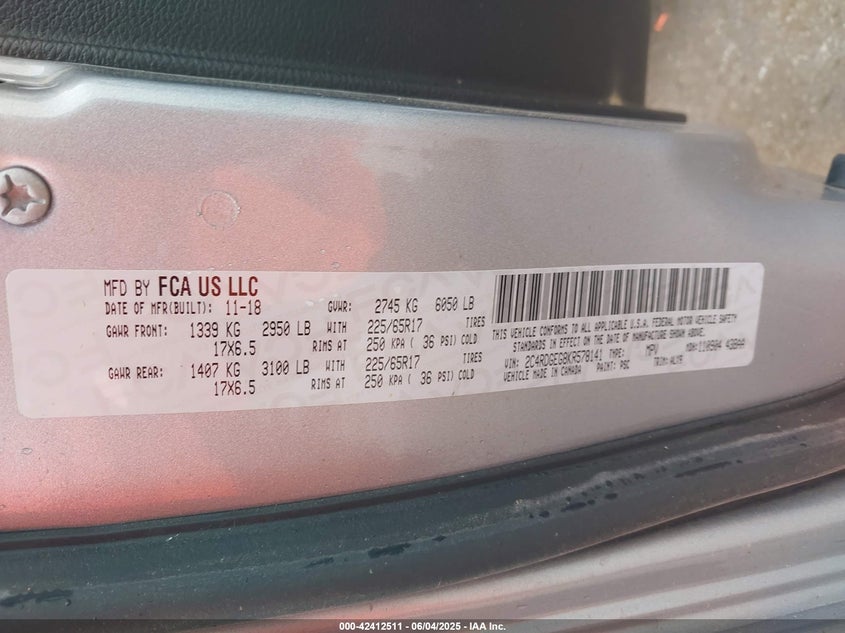 MFD BY FCA US LLC
DATE OF MFR(BUILT): 11-18 GVWR: 2745 KG 6050 LB
GAWR FRONT: 1339 KG 2950 LB WITH 225/65R17 TIRES
17X6.5 RIMS AT 250 KPA ( 36 PSI) COLD
GAWR REAR: 1407 KG 3100 LB WITH 225/65R17 TIRES
17X6.5 RIMS AT 250 KPA ( 36 PSI) COLD
THIS VEHICLE CONFORMS TO ALL APPLICABLE U.S.A. FEDERAL MOTOR VEHICLE SAFETY
STANDARDS IN EFFECT ON THE DATE OF MANUFACTURE SHOWN ABOVE.
VIN: 2C4RDGEG8KR578141 TYPE: MPV MDH:
VEHICLE MADE IN CANADA PAINT: PSC TRIM:
000-42412511 - 06/04/2025 - IAA Inc.